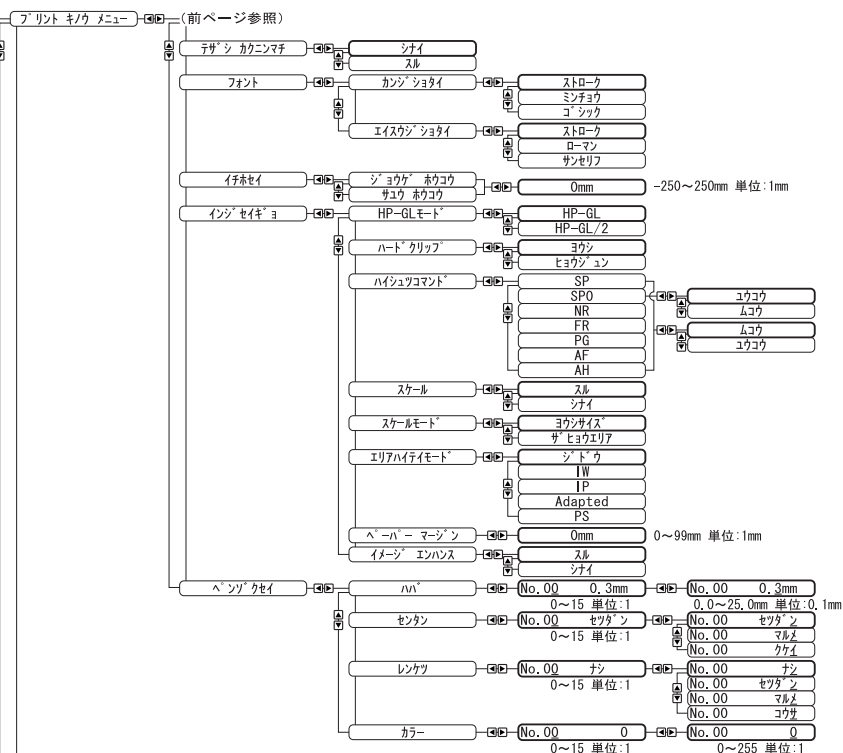 プリント キノウ メニュー (前ページ参照)
テザシ カクニンマチ シナイ
スル
フォント カンジショタイ ストローク
ミンチョウ
ゴシック
エイスウジショタイ ストローク
ローマン
サンセリフ
イチホセイ ジョウゲ ホウコウ 0mm -250~250mm 単位:1mm
サユウ ホウコウ
インジセイギョ HP-GLモード HP-GL
HP-GL/2
ハードクリップ ヨウシ
ヒョウジュン
ハイシュツコマンド SP
SP0 ユウコウ
ムコウ
NR
FR ムコウ
ユウコウ
PG
AF
AH
スケール スル
シナイ
スケールモード ヨウシサイズ
ザヒョウエリア
エリアハイテイモード ジドウ
IW
IP
Adapted
PS
ペーパー マージン 0mm 0~99mm 単位:1mm
イメージ エンハンス スル
シナイ
ペンゾクセイ ハバ No.00 0.3mm No.00 0.3mm
0~15 単位:1 0.0~25.0mm 単位:0.1mm
センタン No.00 セツダン No.00 セツダン
0~15 単位:1 No.00 マルメ
No.00 クケイ
レンケツ No.00 ナシ No.00 ナシ
0~15 単位:1 No.00 セツダン
No.00 マルメ
No.00 コウサ
カラー No.00 0 No.00 0
0~15 単位:1 0~255 単位:1